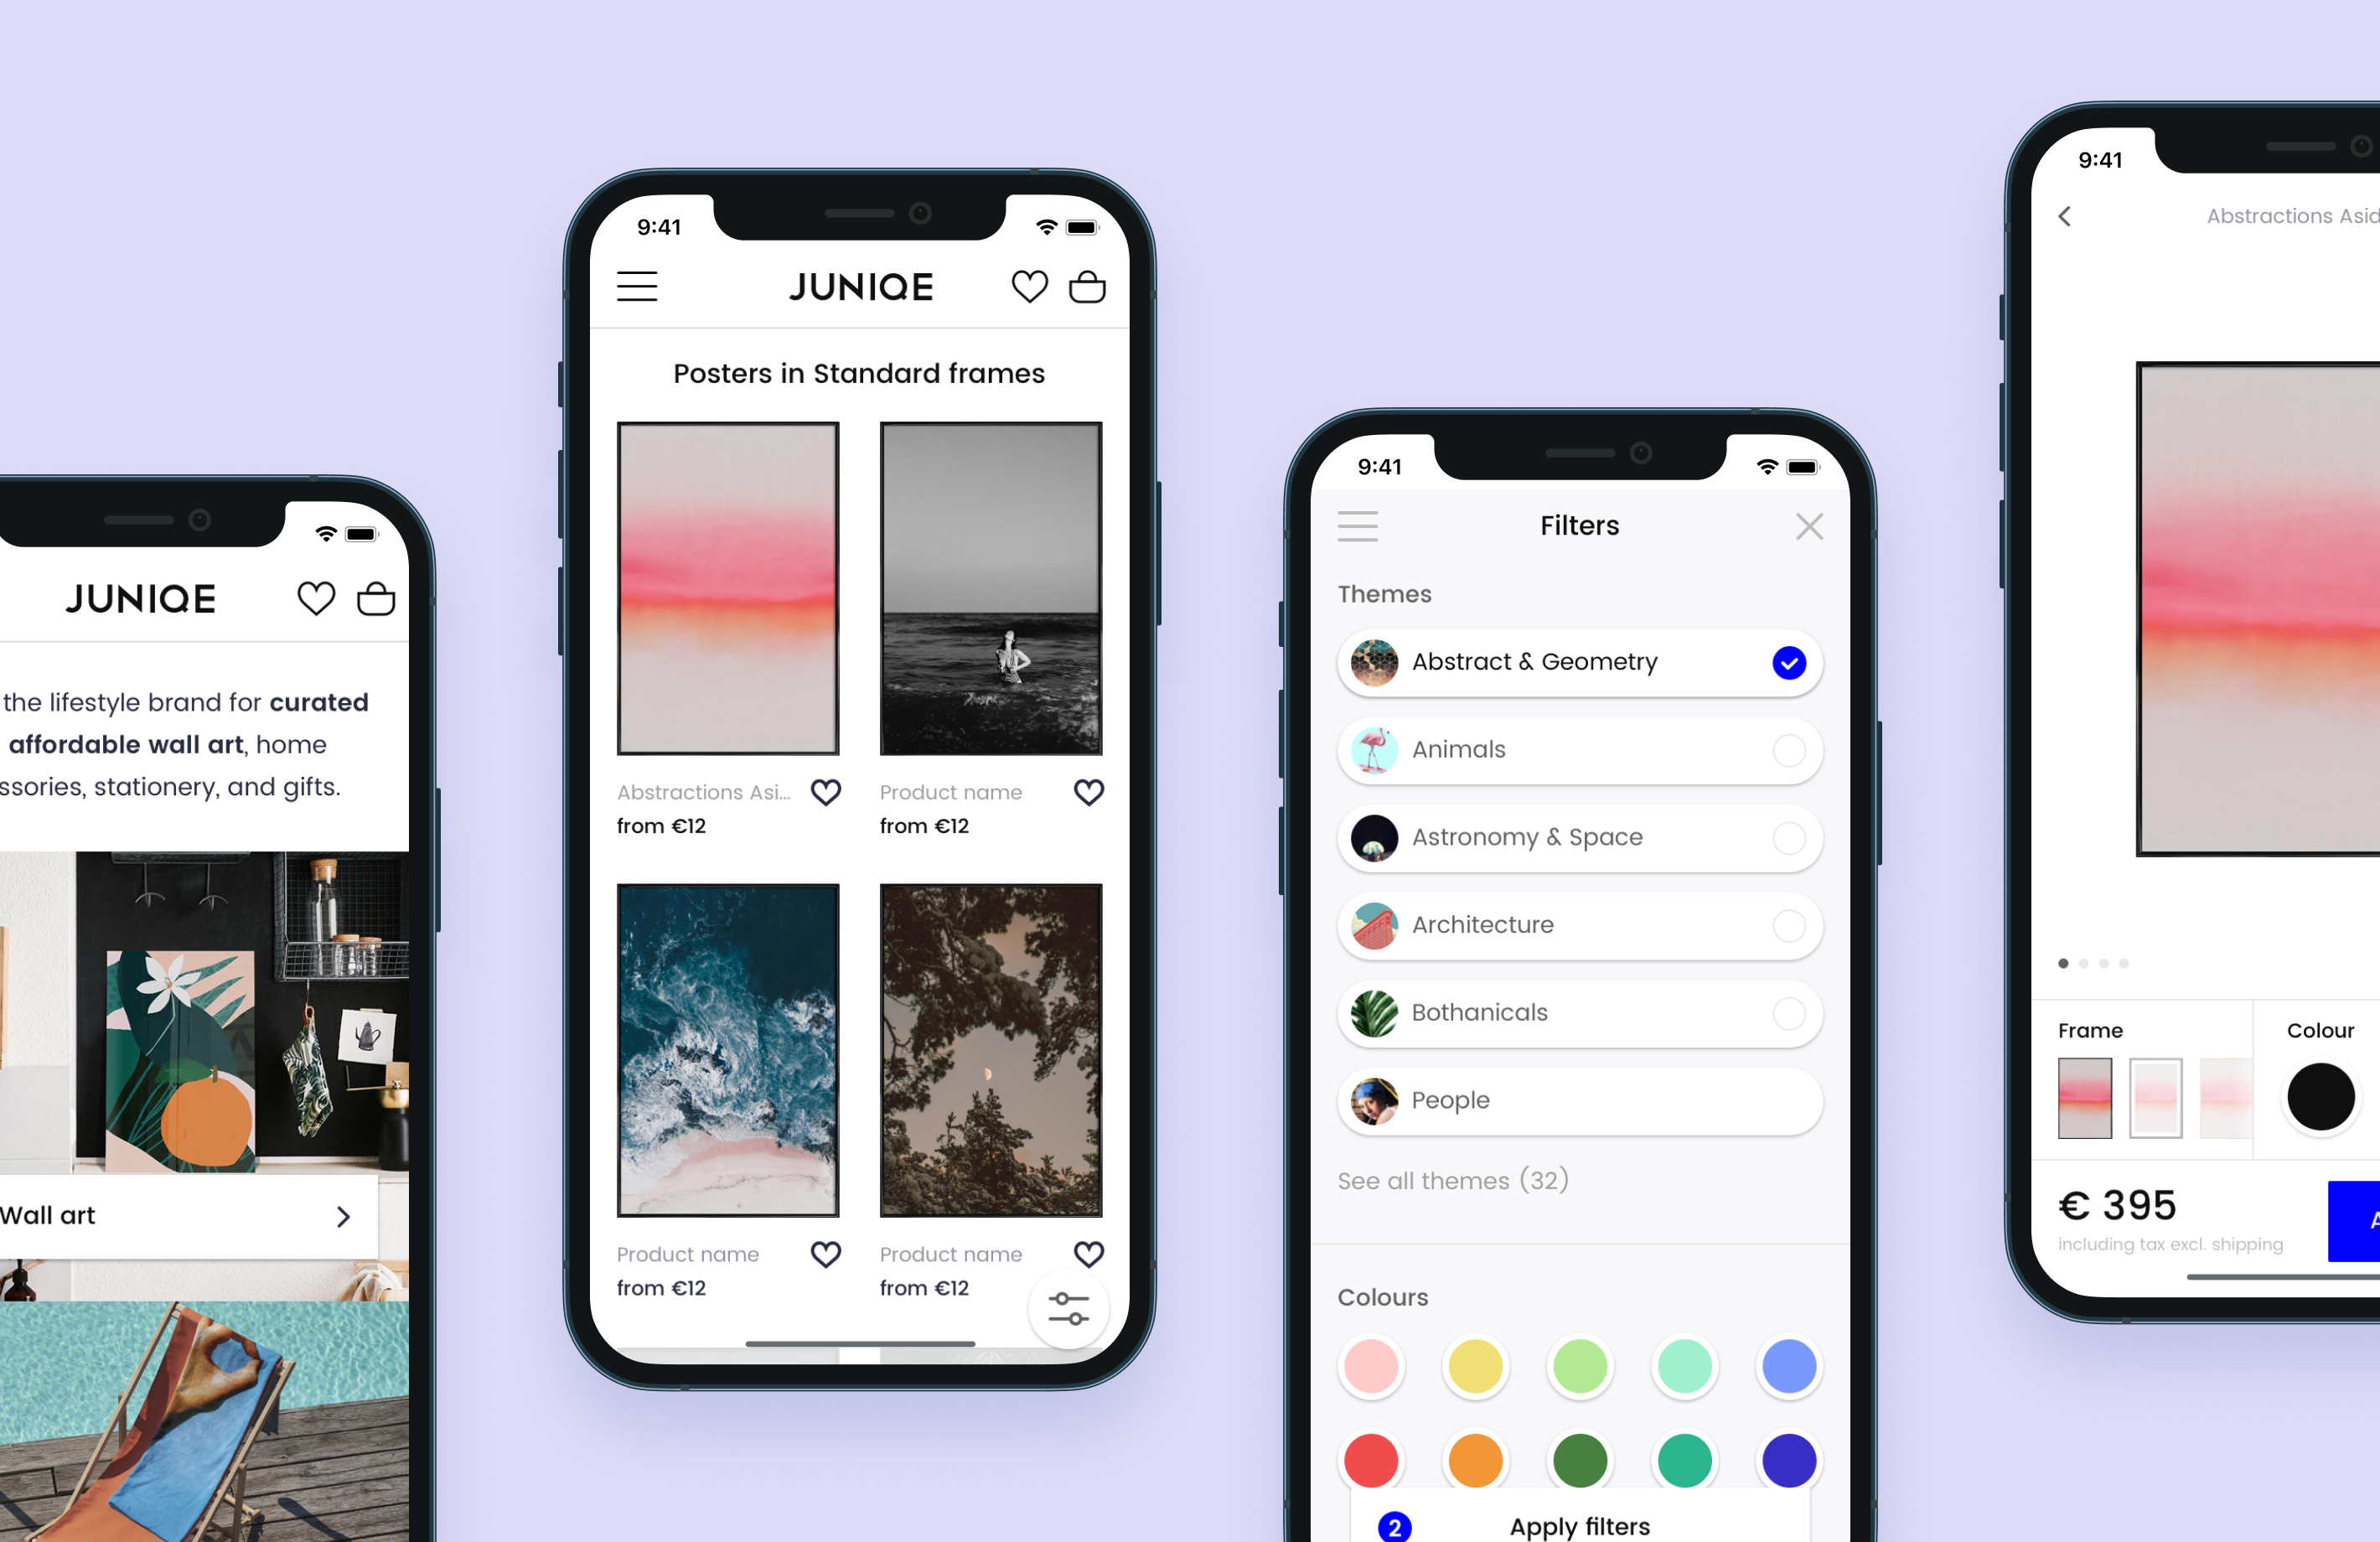 JUNIQE
the lifestyle brand for curated
affordable wall art, home
ssories, stationery, and gifts.
Wall art
9:41
JUNIQE
Posters in Standard frames
Abstractions Asi...
from €12
Product name
from €12
Product name
from €12
Product name
from €12
9:41
Filters
Themes
Abstract & Geometry
Animals
Astronomy & Space
Architecture
Bothanicals
People
See all themes (32)
Colours
2 Apply filters
9:41
Abstractions Asid
Frame
Colour
€ 395
A
including tax excl. shipping